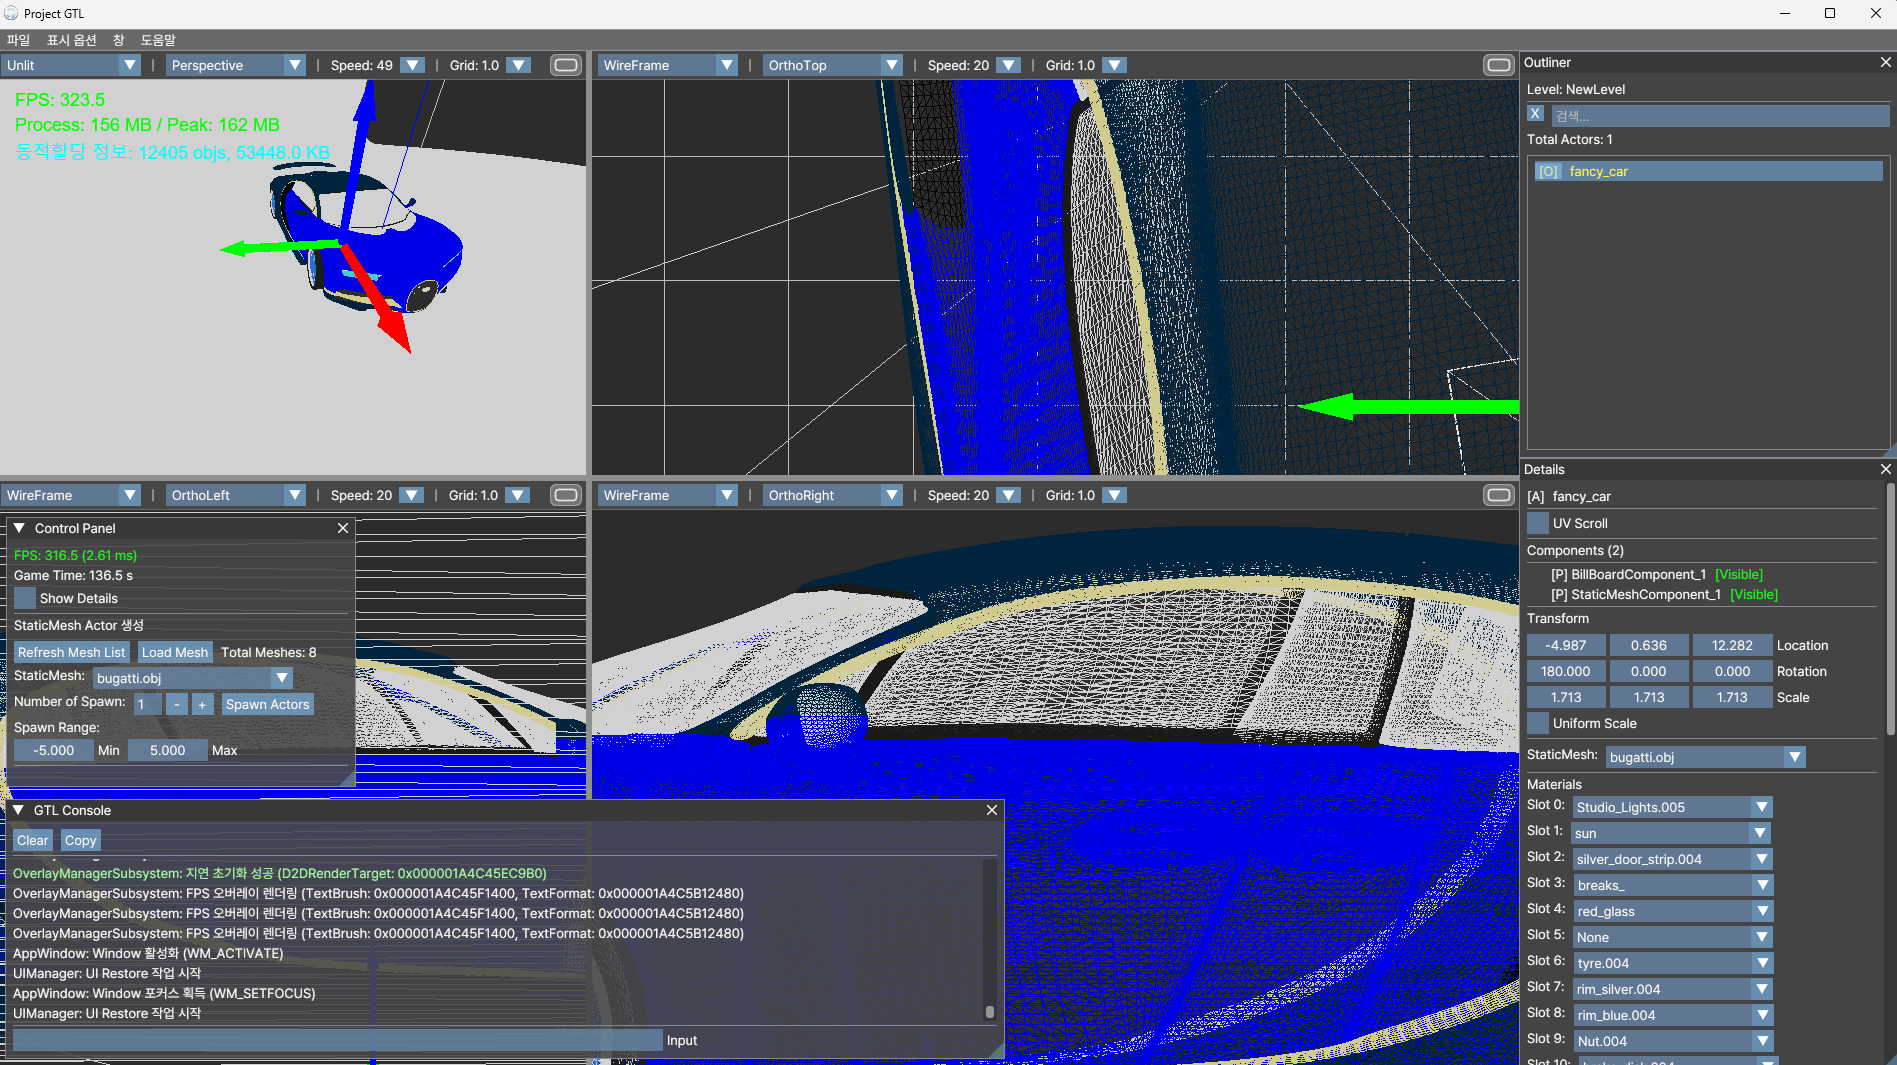 Project GTL
파일 표시 옵션 창 도움말
Unlit | Perspective | Speed: 49 | Grid: 1.0
FPS: 323.5
Process: 156 MB / Peak: 162 MB
동적할당 정보: 12405 objs, 53448.0 KB
WireFrame | OrthoTop | Speed: 20 | Grid: 1.0
WireFrame | OrthoLeft | Speed: 20 | Grid: 1.0
Control Panel
FPS: 316.5 (2.61 ms)
Game Time: 136.5 s
Show Details
StaticMesh Actor 생성
Refresh Mesh List Load Mesh Total Meshes: 8
StaticMesh: bugatti.obj
Number of Spawn: 1 - + Spawn Actors
Spawn Range:
-5.000 Min 5.000 Max
WireFrame | OrthoRight | Speed: 20 | Grid: 1.0
GTL Console
Clear Copy
OverlayManagerSubsystem: 지연 초기화 성공 (D2DRenderTarget: 0x000001A4C45EC9B0)
OverlayManagerSubsystem: FPS 오버레이 렌더링 (TextBrush: 0x000001A4C45F1400, TextFormat: 0x000001A4C5B12480)
OverlayManagerSubsystem: FPS 오버레이 렌더링 (TextBrush: 0x000001A4C45F1400, TextFormat: 0x000001A4C5B12480)
OverlayManagerSubsystem: FPS 오버레이 렌더링 (TextBrush: 0x000001A4C45F1400, TextFormat: 0x000001A4C5B12480)
AppWindow: Window 활성화 (WM_ACTIVATE)
UIManager: UI Restore 작업 시작
AppWindow: Window 포커스 획득 (WM_SETFOCUS)
UIManager: UI Restore 작업 시작
Input
Outliner
Level: NewLevel
X 검색...
Total Actors: 1
[O] fancy_car
Details
[A] fancy_car
UV Scroll
Components (2)
[P] BillBoardComponent_1 [Visible]
[P] StaticMeshComponent_1 [Visible]
Transform
-4.987 0.636 12.282 Location
180.000 0.000 0.000 Rotation
1.713 1.713 1.713 Scale
Uniform Scale
StaticMesh: bugatti.obj
Materials
Slot 0: Studio_Lights.005
Slot 1: sun
Slot 2: silver_door_strip.004
Slot 3: breaks_
Slot 4: red_glass
Slot 5: None
Slot 6: tyre.004
Slot 7: rim_silver.004
Slot 8: rim_blue.004
Slot 9: Nut.004
Slot 10: